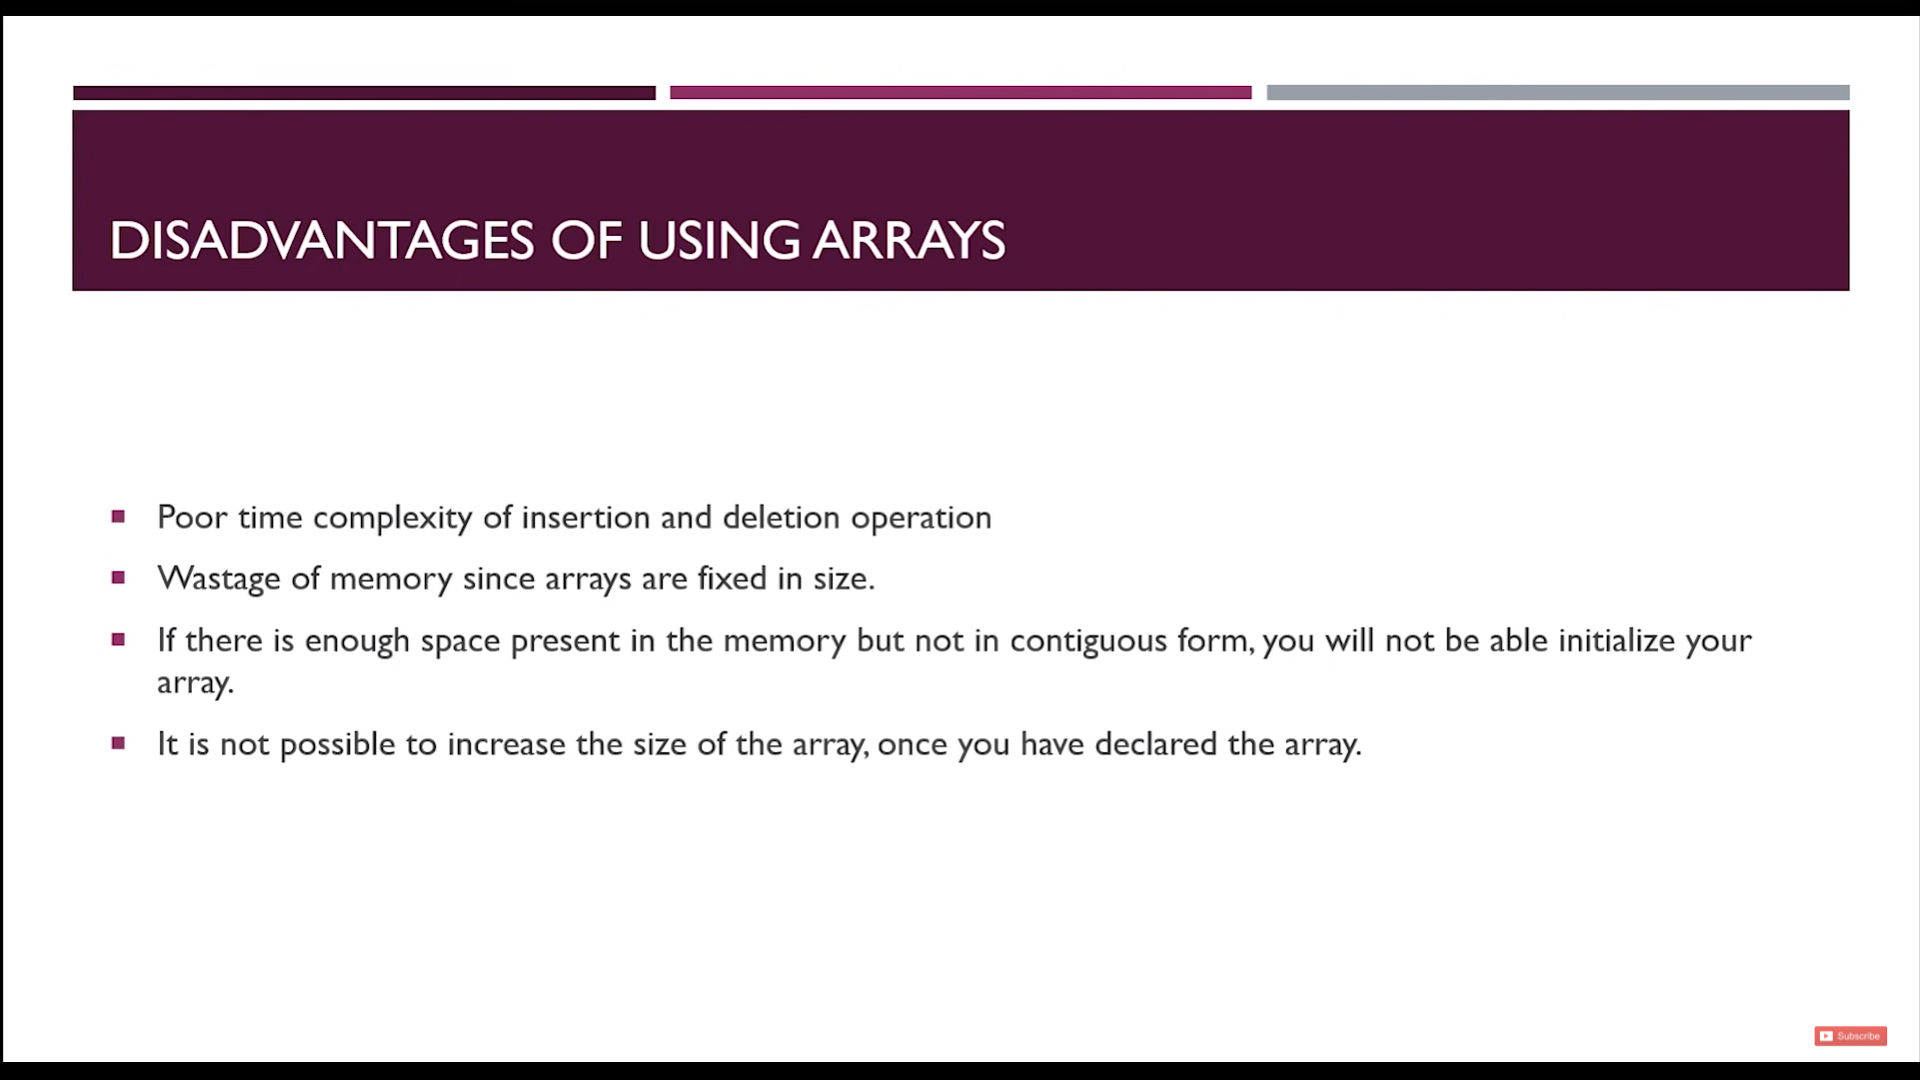 DISADVANTAGES OF USING ARRAYS
Poor time complexity of insertion and deletion operation
Wastage of memory since arrays are fixed in size.
If there is enough space present in the memory but not in contiguous form, you will not be able initialize your
array.
It is not possible to increase the size of the array, once you have declared the array.
Subscribe